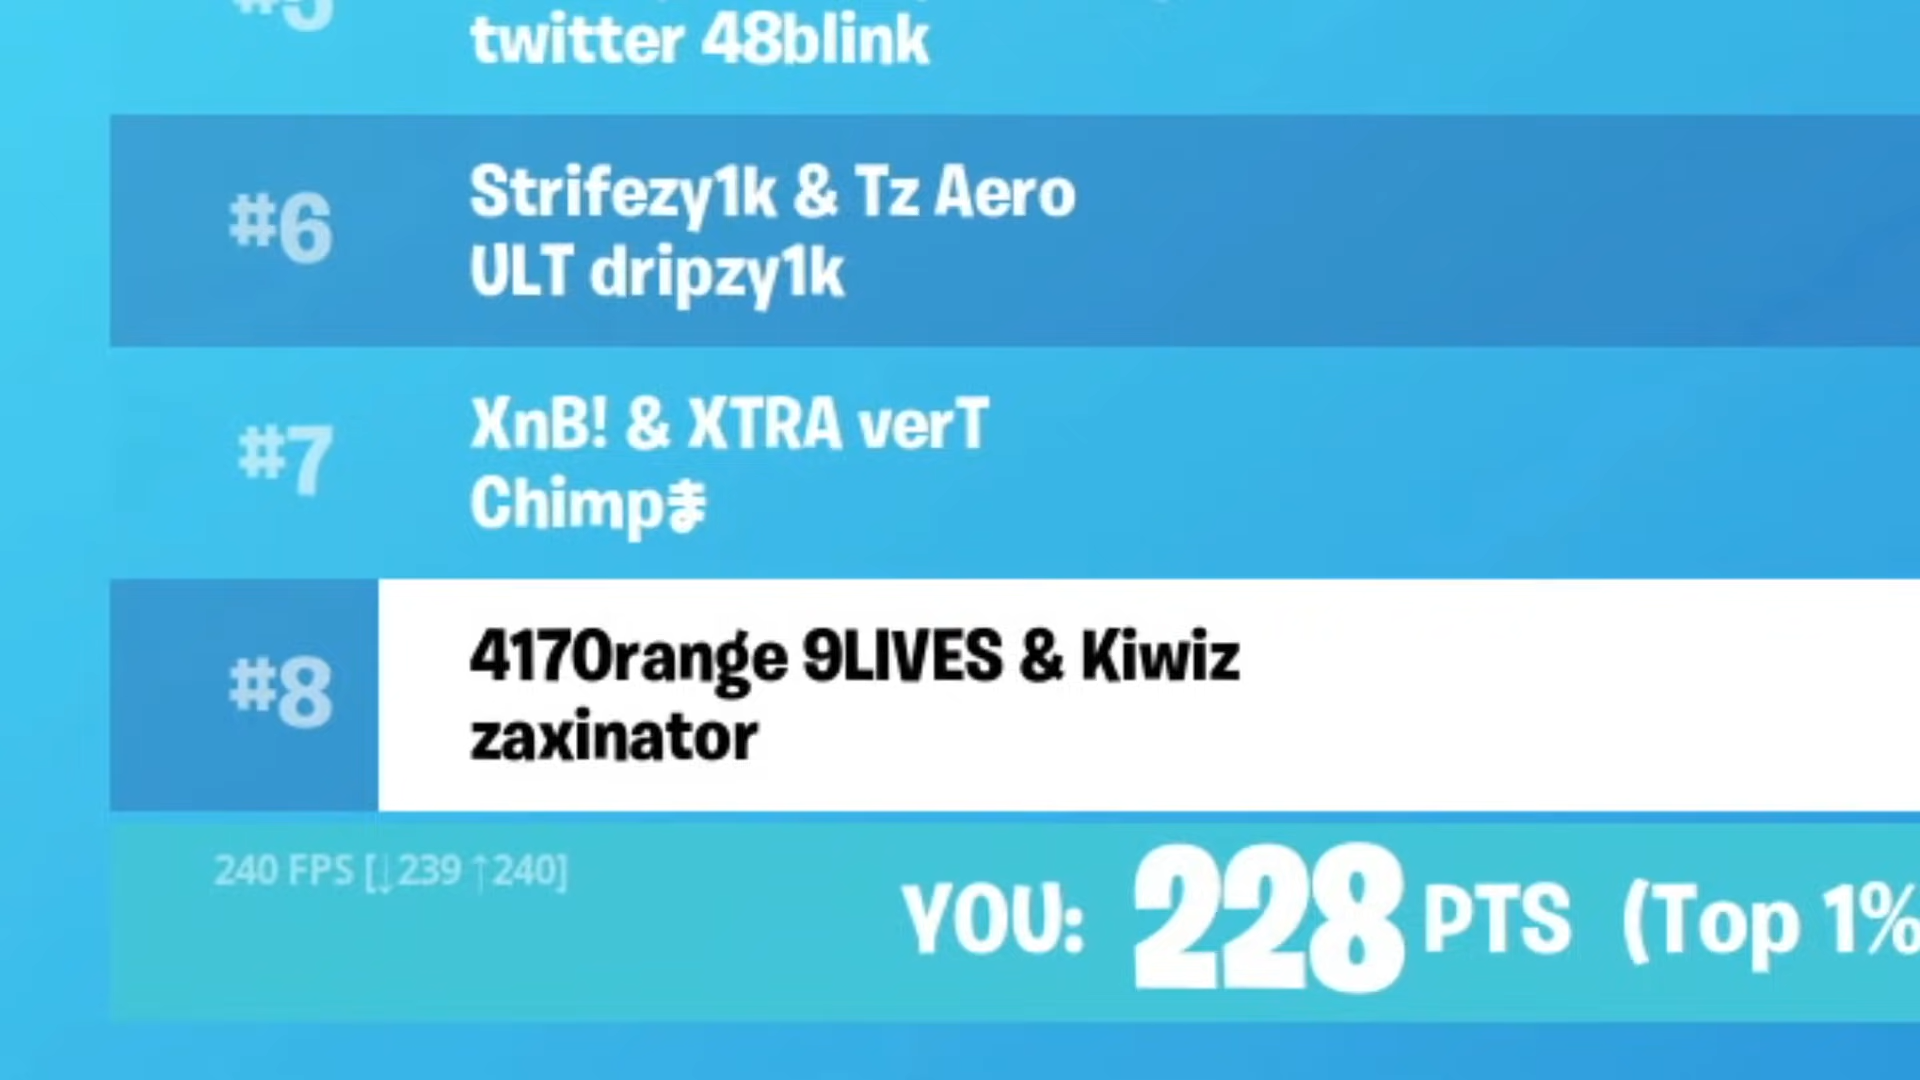 #5
twitter 48blink
#6
Strifezy1k & Tz Aero
ULT dripzy1k
#7
XnB! & XTRA verT
Chimpま
#8
417Orange 9LIVES & Kiwiz
zaxinator
240 FPS [↓239 ↑240]
YOU: 228 PTS (Top 1%